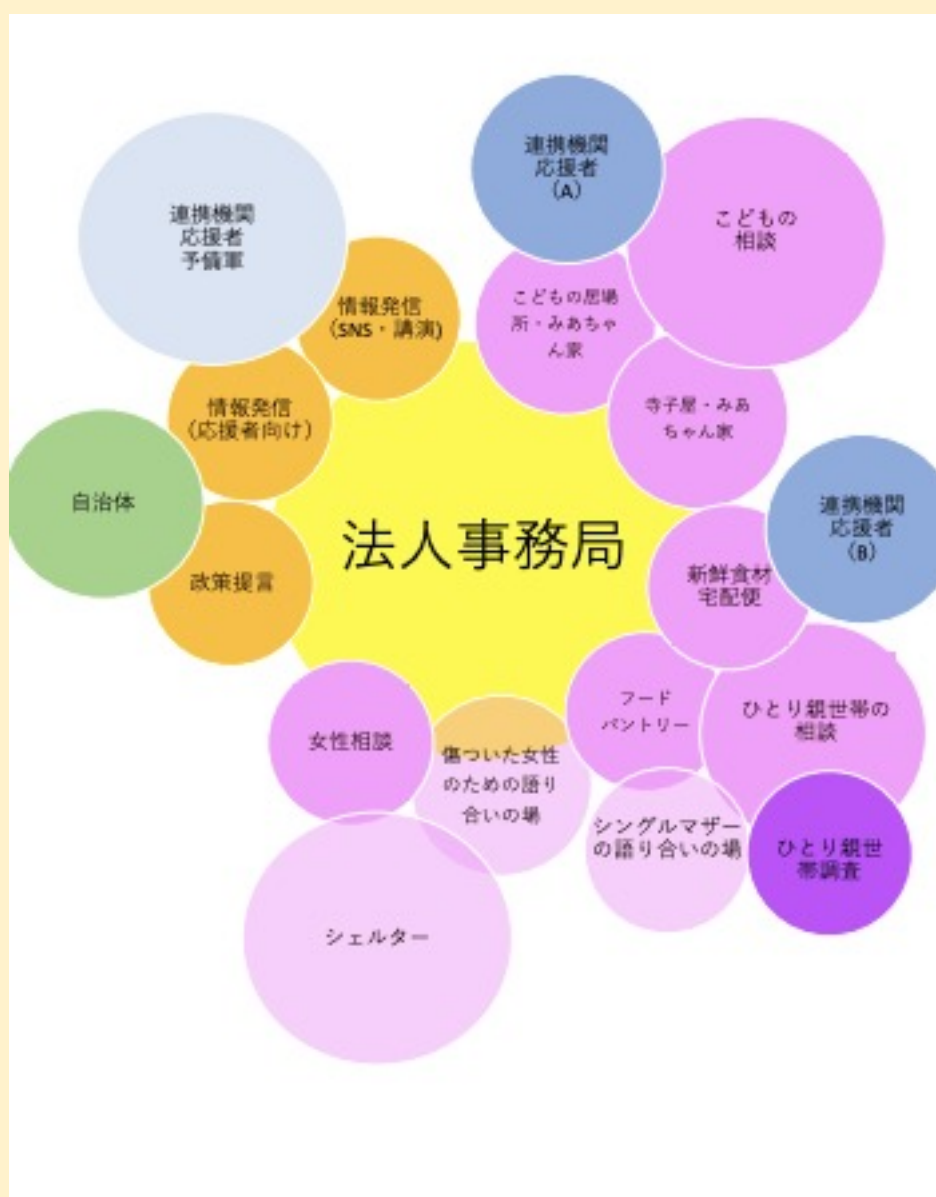 連携機関
応援者
(A)
こどもの
相談
連携機関
応援者
予備軍
情報発信
(SNS・講演)
こどもの居場
所・みあちゃ
ん家
情報発信
(応援者向け)
寺子屋・みあ
ちゃん家
自治体
連携機関
応援者
(B)
法人事務局
政策提言
新鮮食材
宅配便
女性相談
傷ついた女性
のための語り
合いの場
フード
パントリー
ひとり親世帯の
相談
シングルマザー
の語り合いの場
ひとり親世
帯調査
シェルター